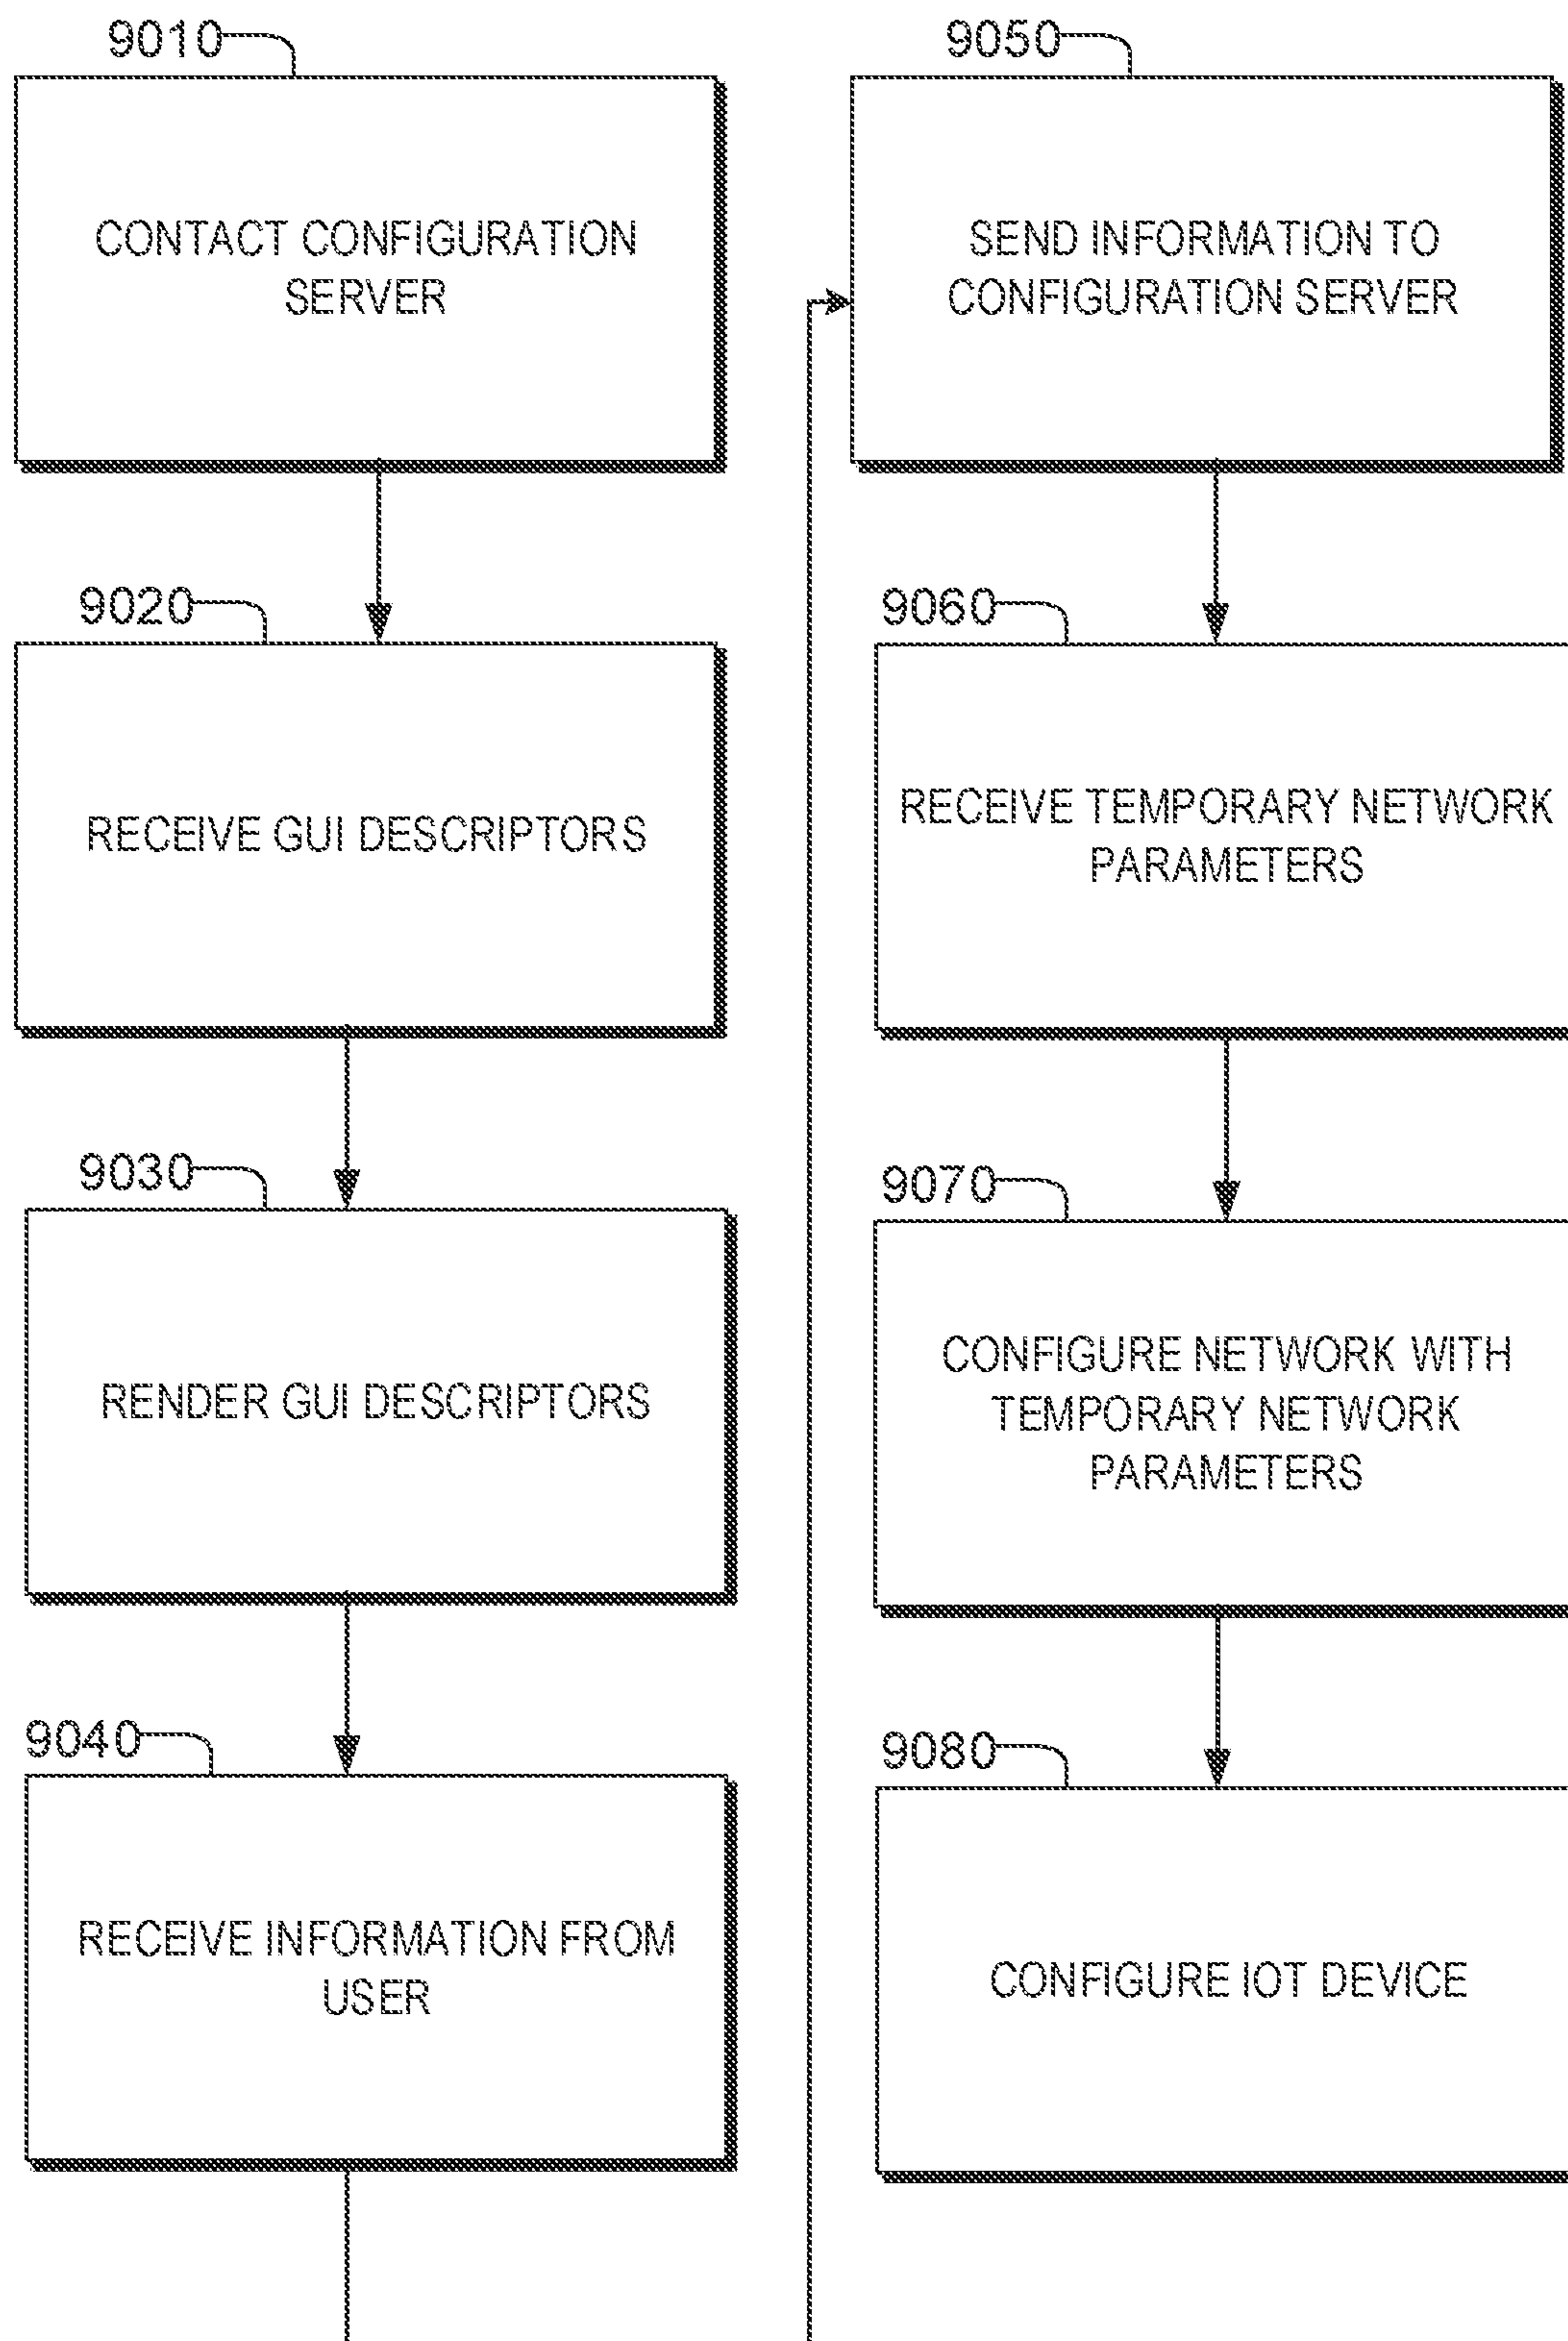 9010
CONTACT CONFIGURATION
SERVER
9020
RECEIVE GUI DESCRIPTORS
9030
RENDER GUI DESCRIPTORS
9040
RECEIVE INFORMATION FROM
USER
9050
SEND INFORMATION TO
CONFIGURATION SERVER
9060
RECEIVE TEMPORARY NETWORK
PARAMETERS
9070
CONFIGURE NETWORK WITH
TEMPORARY NETWORK
PARAMETERS
9080
CONFIGURE IOT DEVICE